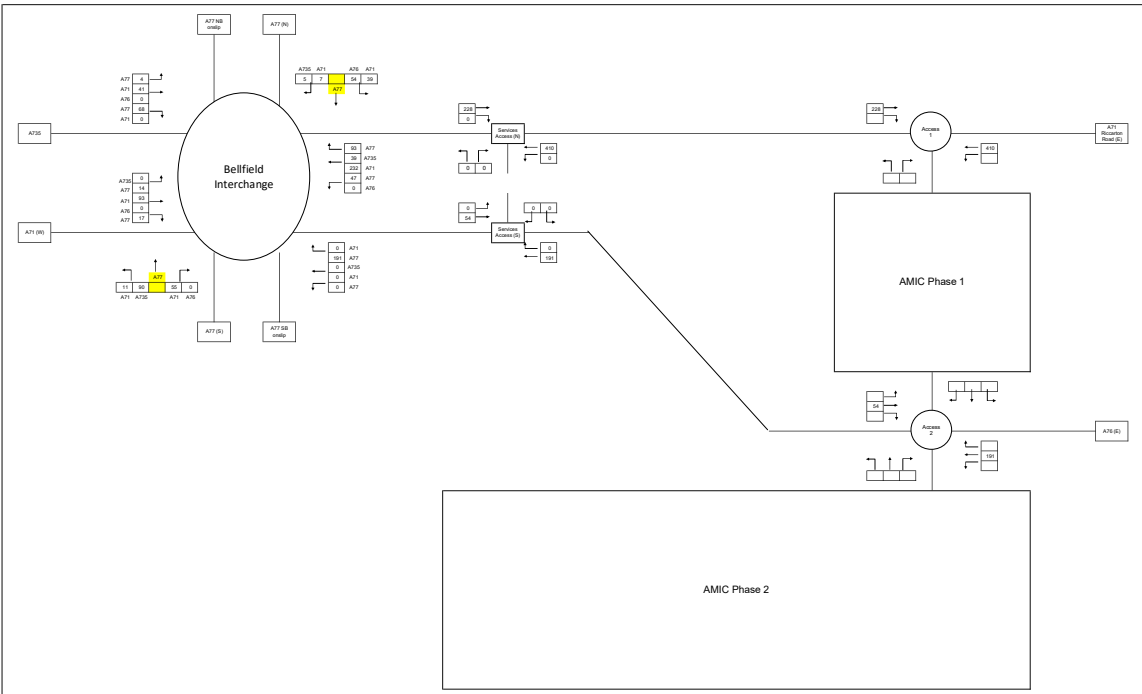 A77 NB
onslip
A77 (N)
A735 A71 A76 A71
5 7 54 39
A77
A77 4
A71 41
A76 0
A77 68
A71 0
A735
Bellfield
Interchange
228
0
Services
Access (N)
410
0
0 0
228
Access
1
410
A71
Riccarton
Road (E)
93 A77
39 A735
232 A71
47 A77
0 A76
A735 0
A77 14
A71 93
A76 0
A77 17
A71 (W)
0
54
0 0
Services
Access (S)
0
191
0 A71
191 A77
0 A735
0 A71
0 A77
A77
11 90 55 0
A71 A735 A71 A76
A77 (S)
A77 SB
onslip
AMIC Phase 1
54
Access
2
191
A76 (E)
AMIC Phase 2